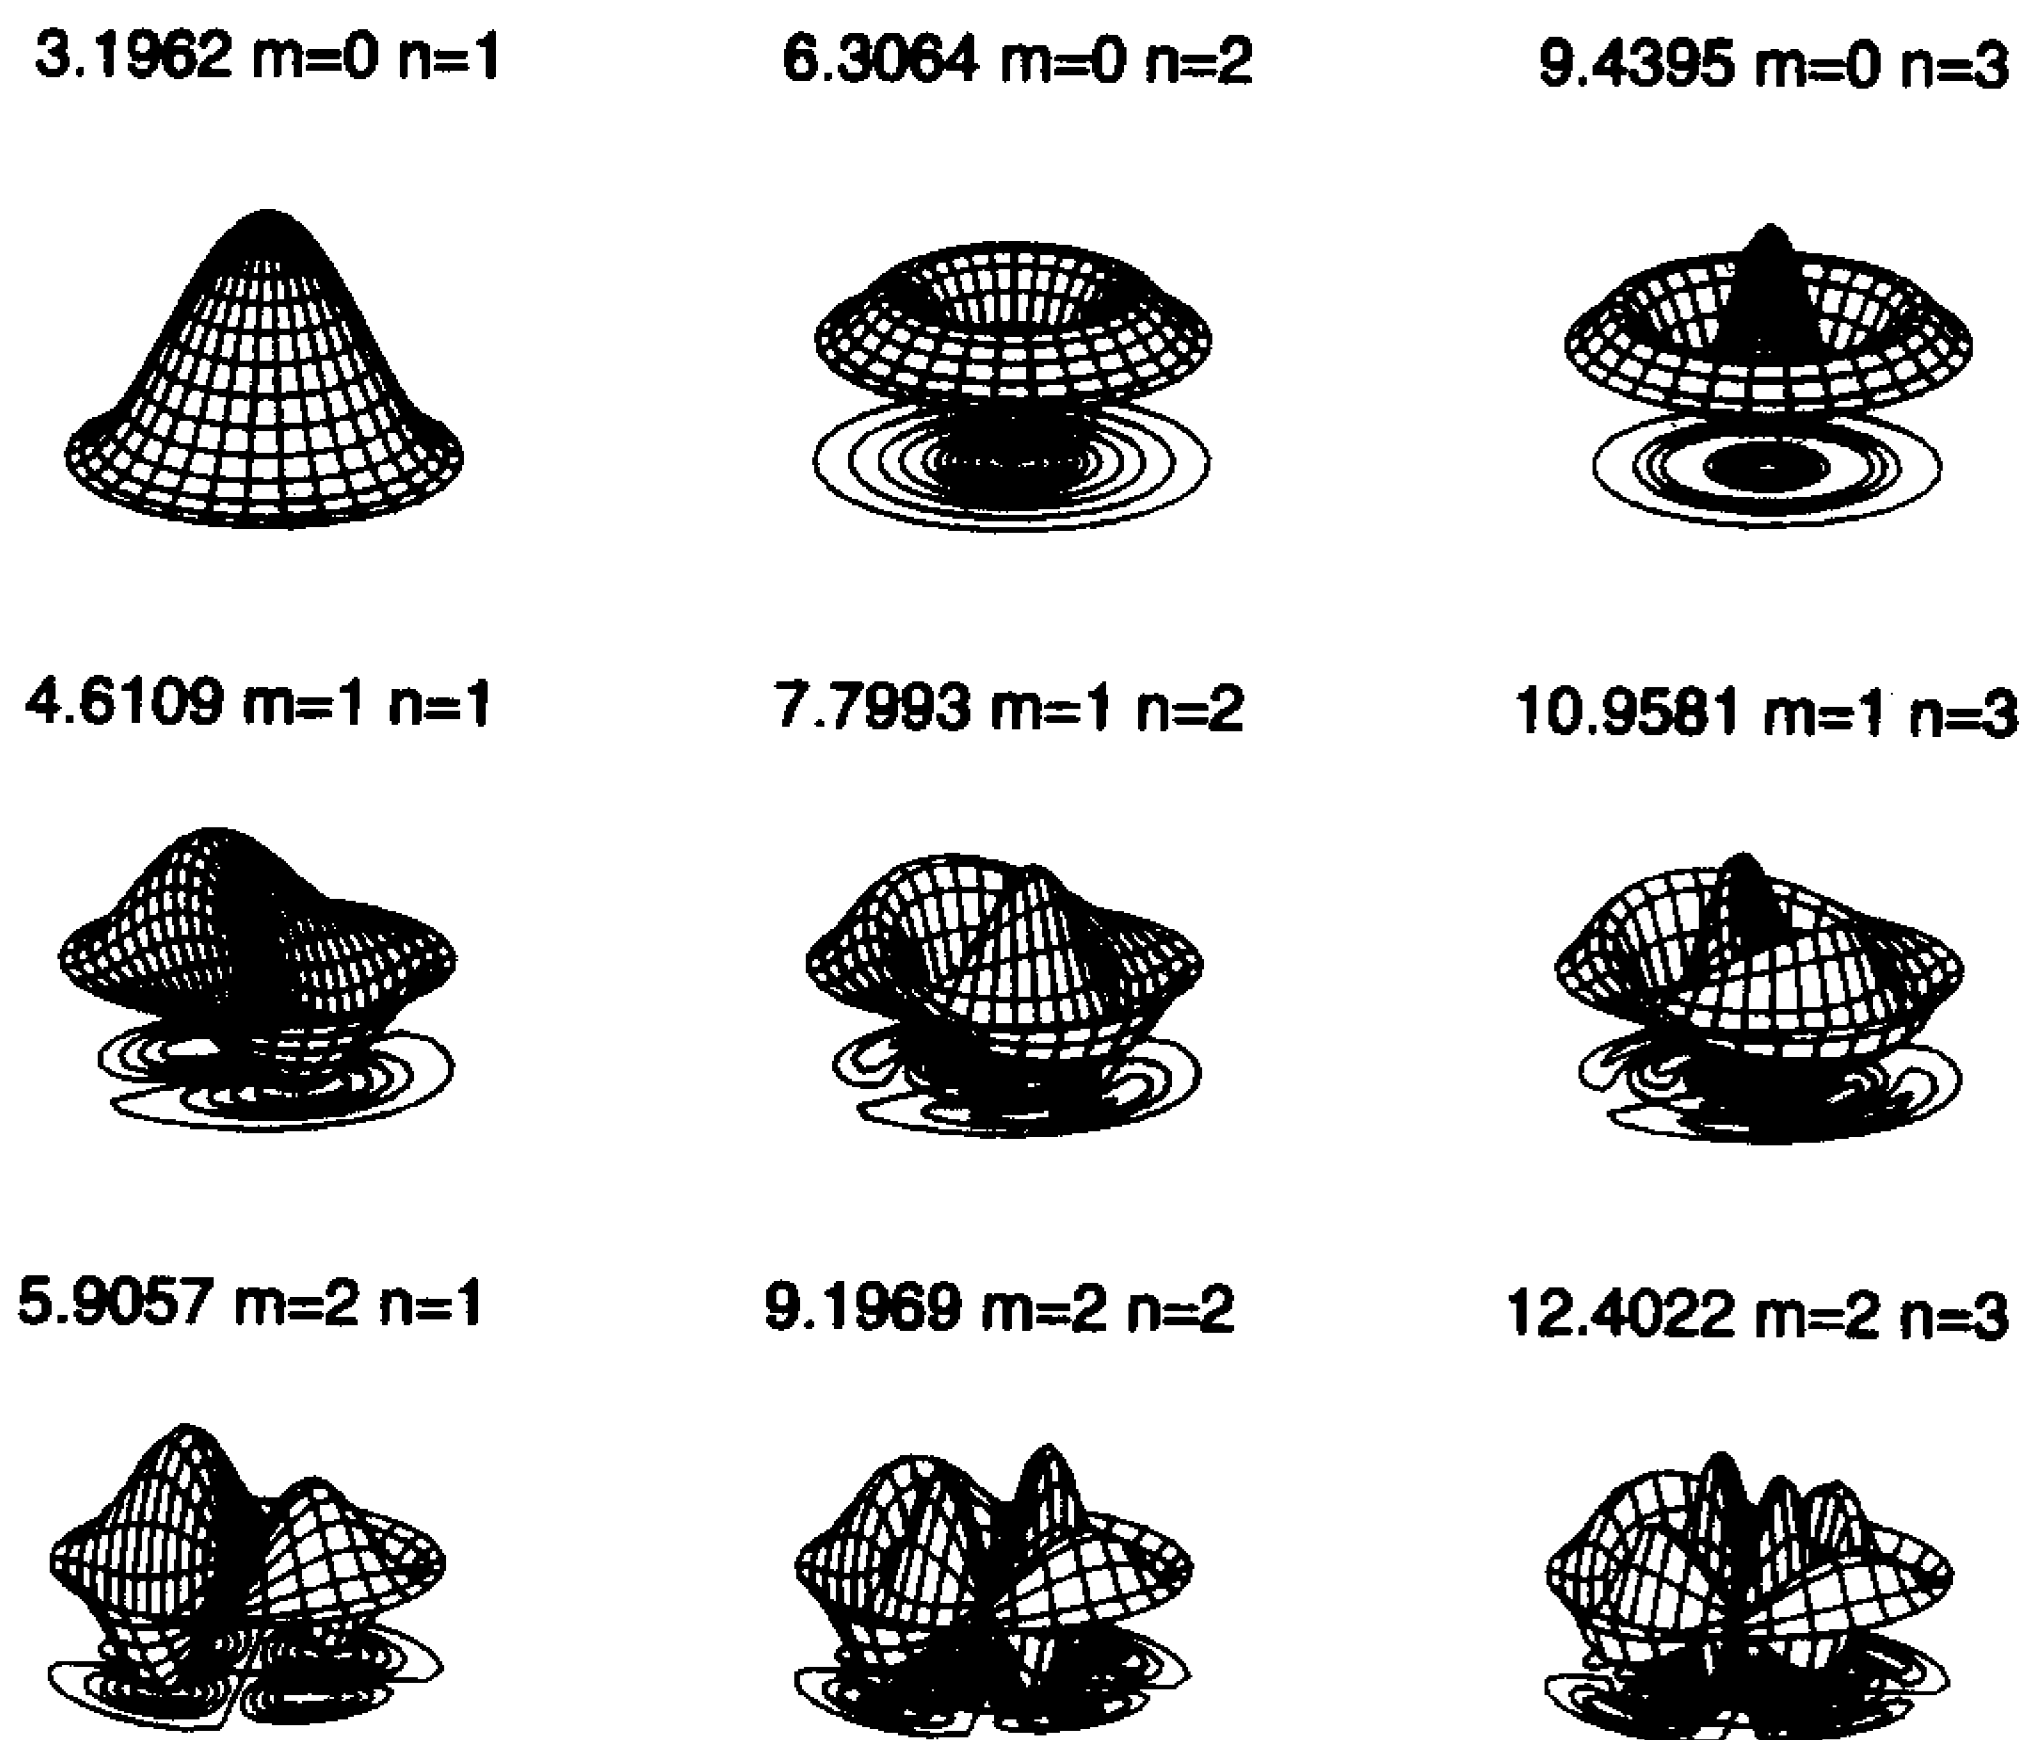 3.1962 m=0 n=1
6.3064 m=0 n=2
9.4395 m=0 n=3
4.6109 m=1 n=1
7.7993 m=1 n=2
10.9581 m=1 n=3
5.9057 m=2 n=1
9.1969 m=2 n=2
12.4022 m=2 n=3